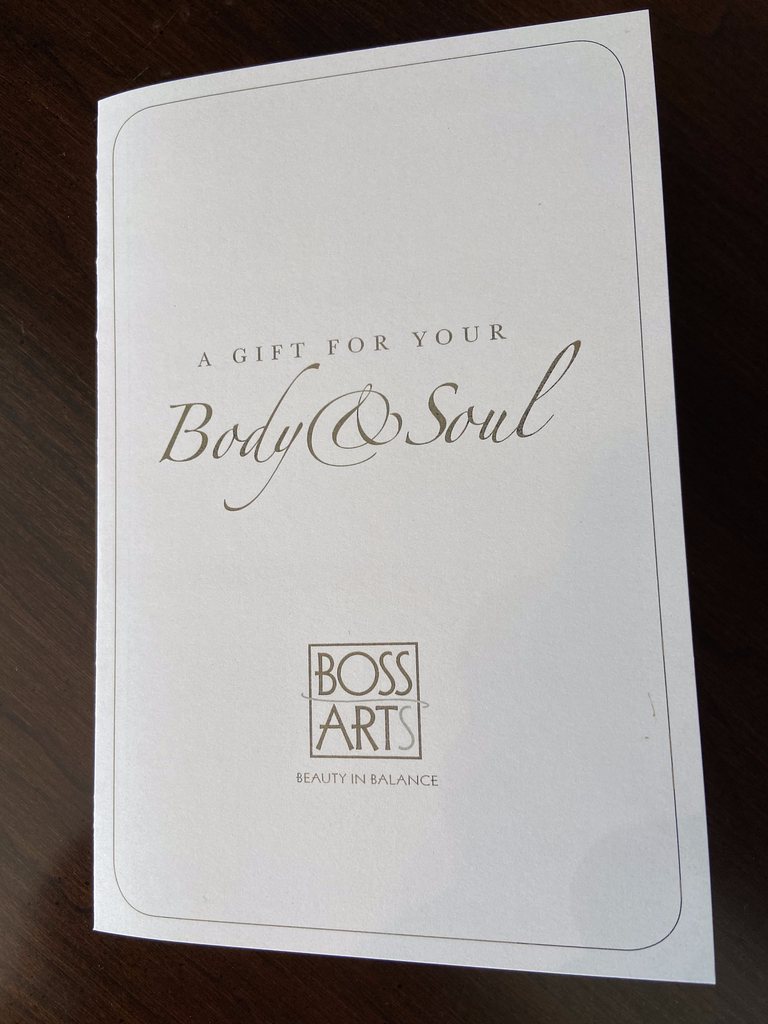 A GIFT FOR YOUR
Body & Soul
BOSS
ARTS
BEAUTY IN BALANCE